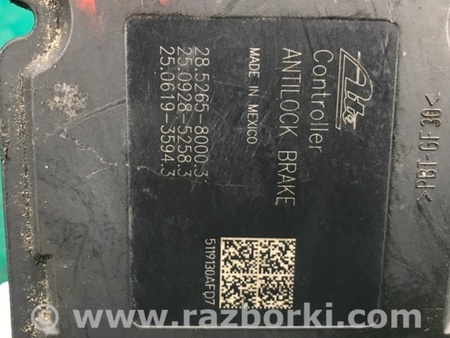 Ate
Controller
ANTILOCK BRAKE
MADE IN MEXICO
28.5265-8000.3
25.0928-5258.3
25.0619-3594.3
5119130AFD7
>PBT-GF30<
www.razborki.com